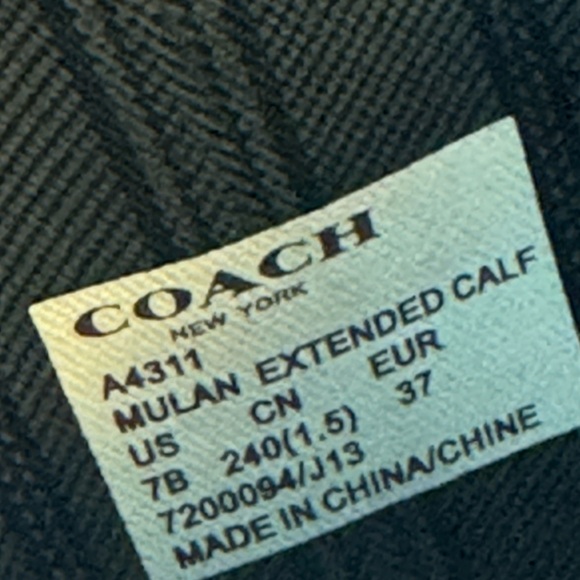 COACH
NEW YORK
A4311
MULAN EXTENDED CALF
US CN EUR
7B 240(1.5) 37
7200094/J13
MADE IN CHINA/CHINE